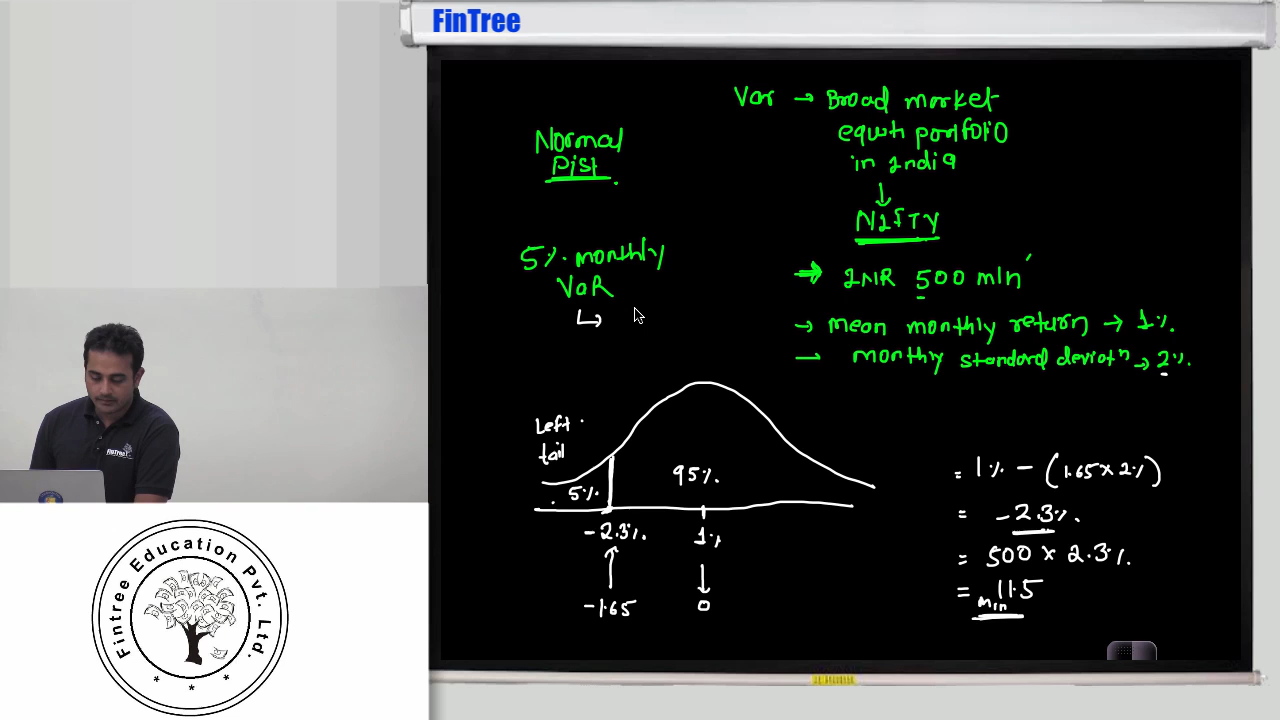 FinTree
Var → Broad market
equity portfolio
in India
↓
NIFTY
→ INR 500 mln
→ mean monthly return → 1%.
→ monthly standard deviatn → 2%.
Normal
Dist.
5% monthly
VaR
Left
tail
5%.
95%.
-2.3%.
1%
-1.65
0
= 1% - (1.65 x 2%)
= -2.3%.
= 500 x 2.3%.
= 11.5
mln
FinTree
Fintree Education Pvt. Ltd.
* * *